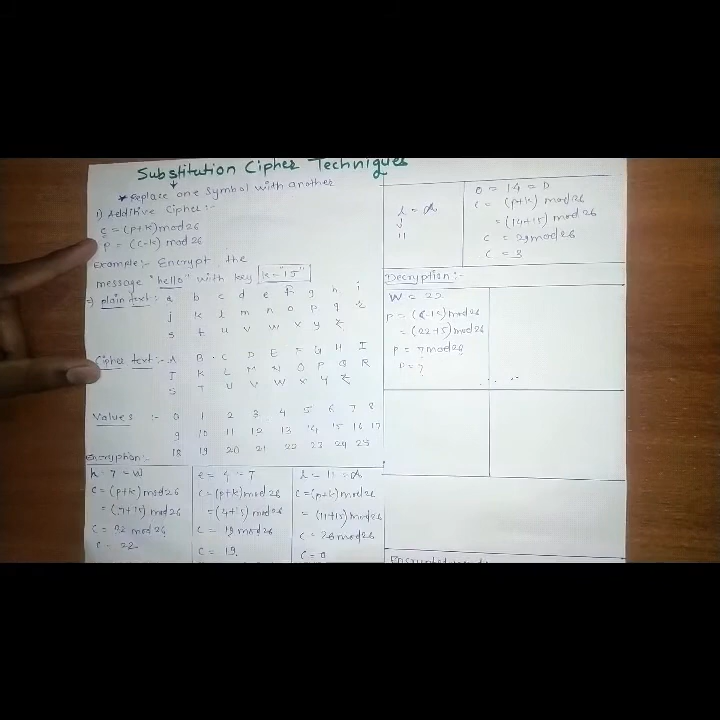 Substitution Cipher Techniques
* Replace one symbol with another
1) Additive Cipher:-
C = (P+K) mod 26
P = (C-K) mod 26
Example:- Encrypt the
message "hello" with key K="15"
plain text: a b c d e f g h i
j k l m n o p q r
s t u v w x y z
Cipher text:- A B C D E F G H I
J K L M N O P Q R
S T U V W X Y Z
Values :- 0 1 2 3 4 5 6 7 8
9 10 11 12 13 14 15 16 17
18 19 20 21 22 23 24 25
Encryption:-
h = 7 = W
C = (P+K) mod 26
= (7+15) mod 26
C = 22 mod 26
C = 22
e = 4 = T
C = (P+K) mod 26
= (4+15) mod 26
C = 19 mod 26
C = 19.
l = 11 = A
C = (P+K) mod 26
= (11+15) mod 26
C = 26 mod 26
C = 0
l = A
11
O = 14 = D
C = (P+K) mod 26
= (14+15) mod 26
C = 29 mod 26
C = 3
Decryption:-
W = 22
= (22+5) mod 26
P = 7 mod 26
P = 7